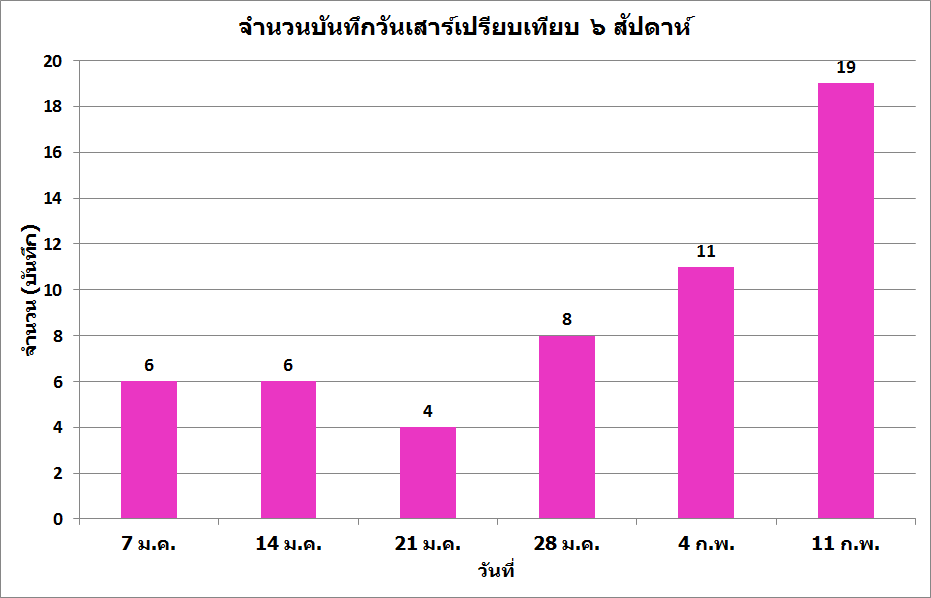 จำนวนบันทึกวันเสาร์เปรียบเทียบ ๖ สัปดาห์
จำนวน (บันทึก)
20
18
16
14
12
10
8
6
4
2
0
6
6
4
8
11
19
7 ม.ค.
14 ม.ค.
21 ม.ค.
28 ม.ค.
4 ก.พ.
11 ก.พ.
วันที่